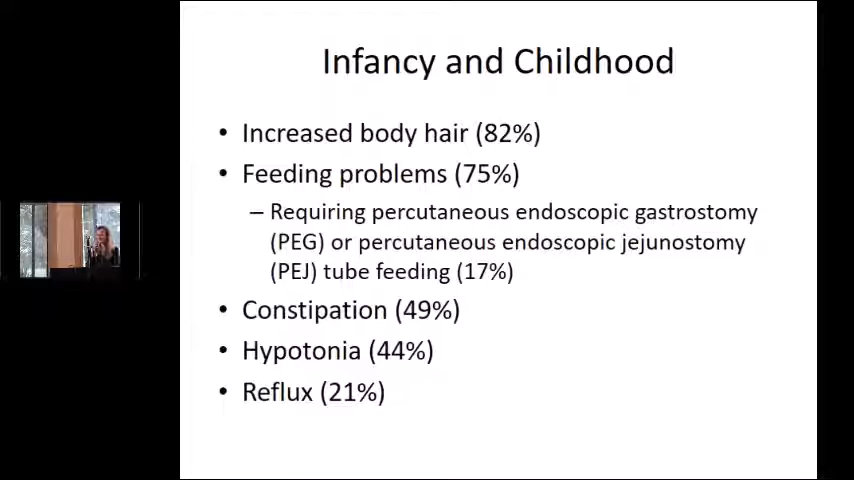 Infancy and Childhood
• Increased body hair (82%)
• Feeding problems (75%)
– Requiring percutaneous endoscopic gastrostomy
(PEG) or percutaneous endoscopic jejunostomy
(PEJ) tube feeding (17%)
• Constipation (49%)
• Hypotonia (44%)
• Reflux (21%)